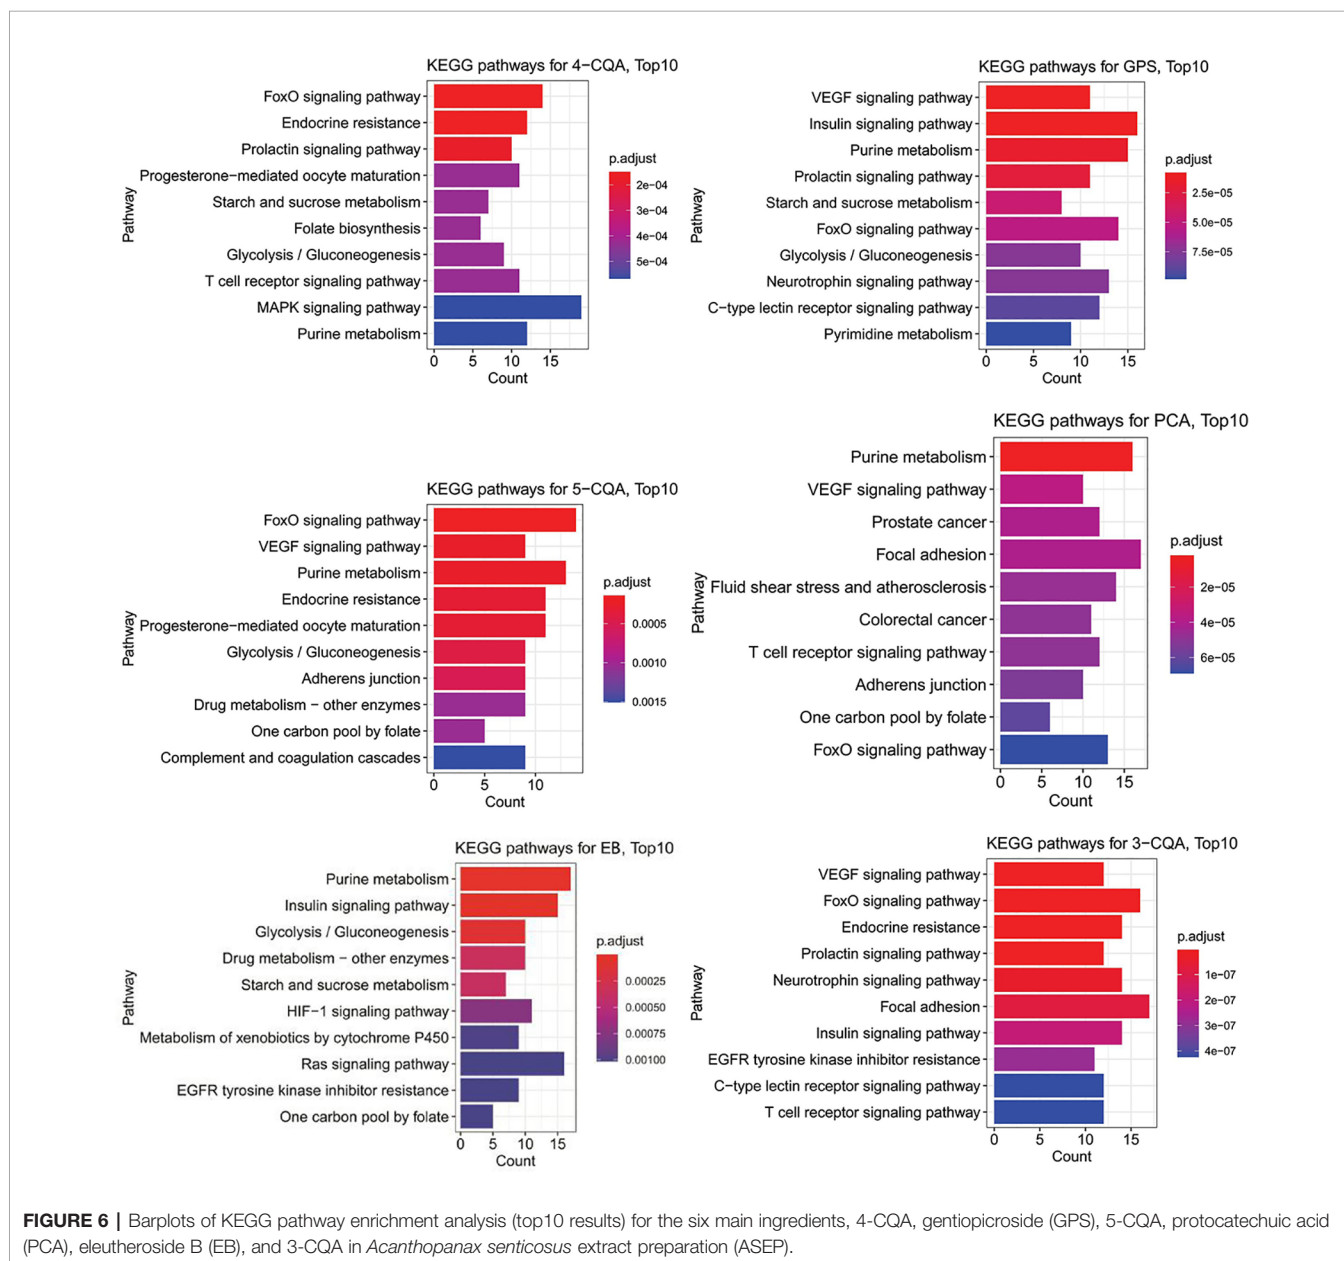 KEGG pathways for 4−CQA, Top10
Pathway
FoxO signaling pathway
Endocrine resistance
Prolactin signaling pathway
Progesterone−mediated oocyte maturation
Starch and sucrose metabolism
Folate biosynthesis
Glycolysis / Gluconeogenesis
T cell receptor signaling pathway
MAPK signaling pathway
Purine metabolism
0 5 10 15
Count
p.adjust
2e−04
3e−04
4e−04
5e−04
KEGG pathways for GPS, Top10
Pathway
VEGF signaling pathway
Insulin signaling pathway
Purine metabolism
Prolactin signaling pathway
Starch and sucrose metabolism
FoxO signaling pathway
Glycolysis / Gluconeogenesis
Neurotrophin signaling pathway
C−type lectin receptor signaling pathway
Pyrimidine metabolism
0 5 10 15
Count
p.adjust
2.5e−05
5.0e−05
7.5e−05
KEGG pathways for 5−CQA, Top10
Pathway
FoxO signaling pathway
VEGF signaling pathway
Purine metabolism
Endocrine resistance
Progesterone−mediated oocyte maturation
Glycolysis / Gluconeogenesis
Adherens junction
Drug metabolism − other enzymes
One carbon pool by folate
Complement and coagulation cascades
0 5 10
Count
p.adjust
0.0005
0.0010
0.0015
KEGG pathways for PCA, Top10
Pathway
Purine metabolism
VEGF signaling pathway
Prostate cancer
Focal adhesion
Fluid shear stress and atherosclerosis
Colorectal cancer
T cell receptor signaling pathway
Adherens junction
One carbon pool by folate
FoxO signaling pathway
0 5 10 15
Count
p.adjust
2e−05
4e−05
6e−05
KEGG pathways for EB, Top10
Pathway
Purine metabolism
Insulin signaling pathway
Glycolysis / Gluconeogenesis
Drug metabolism − other enzymes
Starch and sucrose metabolism
HIF−1 signaling pathway
Metabolism of xenobiotics by cytochrome P450
Ras signaling pathway
EGFR tyrosine kinase inhibitor resistance
One carbon pool by folate
0 5 10 15
Count
p.adjust
0.00025
0.00050
0.00075
0.00100
KEGG pathways for 3−CQA, Top10
Pathway
VEGF signaling pathway
FoxO signaling pathway
Endocrine resistance
Prolactin signaling pathway
Neurotrophin signaling pathway
Focal adhesion
Insulin signaling pathway
EGFR tyrosine kinase inhibitor resistance
C−type lectin receptor signaling pathway
T cell receptor signaling pathway
0 5 10 15
Count
p.adjust
1e−07
2e−07
3e−07
4e−07
FIGURE 6 | Barplots of KEGG pathway enrichment analysis (top10 results) for the six main ingredients, 4-CQA, gentiopicroside (GPS), 5-CQA, protocatechuic acid
(PCA), eleutheroside B (EB), and 3-CQA in Acanthopanax senticosus extract preparation (ASEP).